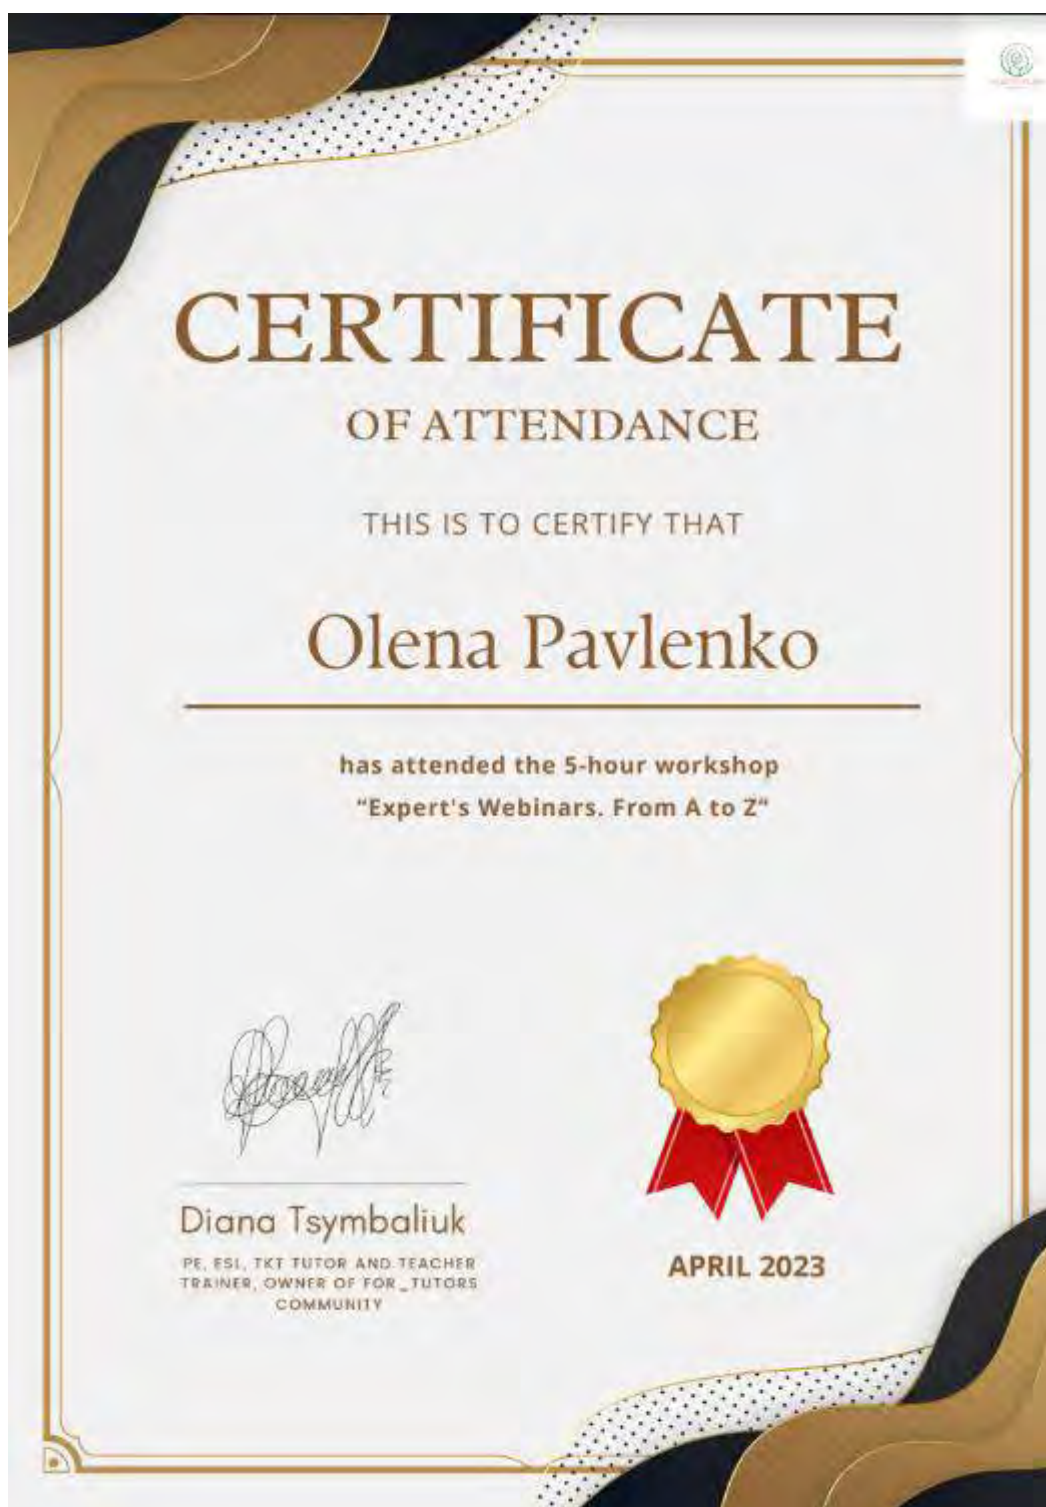 CERTIFICATE
OF ATTENDANCE
THIS IS TO CERTIFY THAT
Olena Pavlenko
has attended the 5-hour workshop
“Expert's Webinars. From A to Z“
Diana Tsymbaliuk
PE, ESL, TKT TUTOR AND TEACHER
TRAINER, OWNER OF FOR_TUTORS
COMMUNITY
APRIL 2023